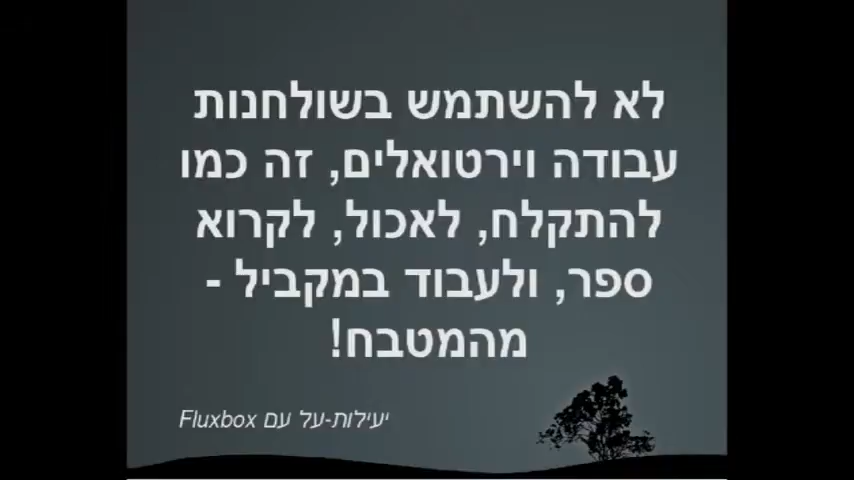 לא להשתמש בשולחנות
עבודה וירטואלים, זה כמו
להתקלח, לאכול, לקרוא
ספר, ולעבוד במקביל -
מהמטבח!
יעילות-על עם Fluxbox